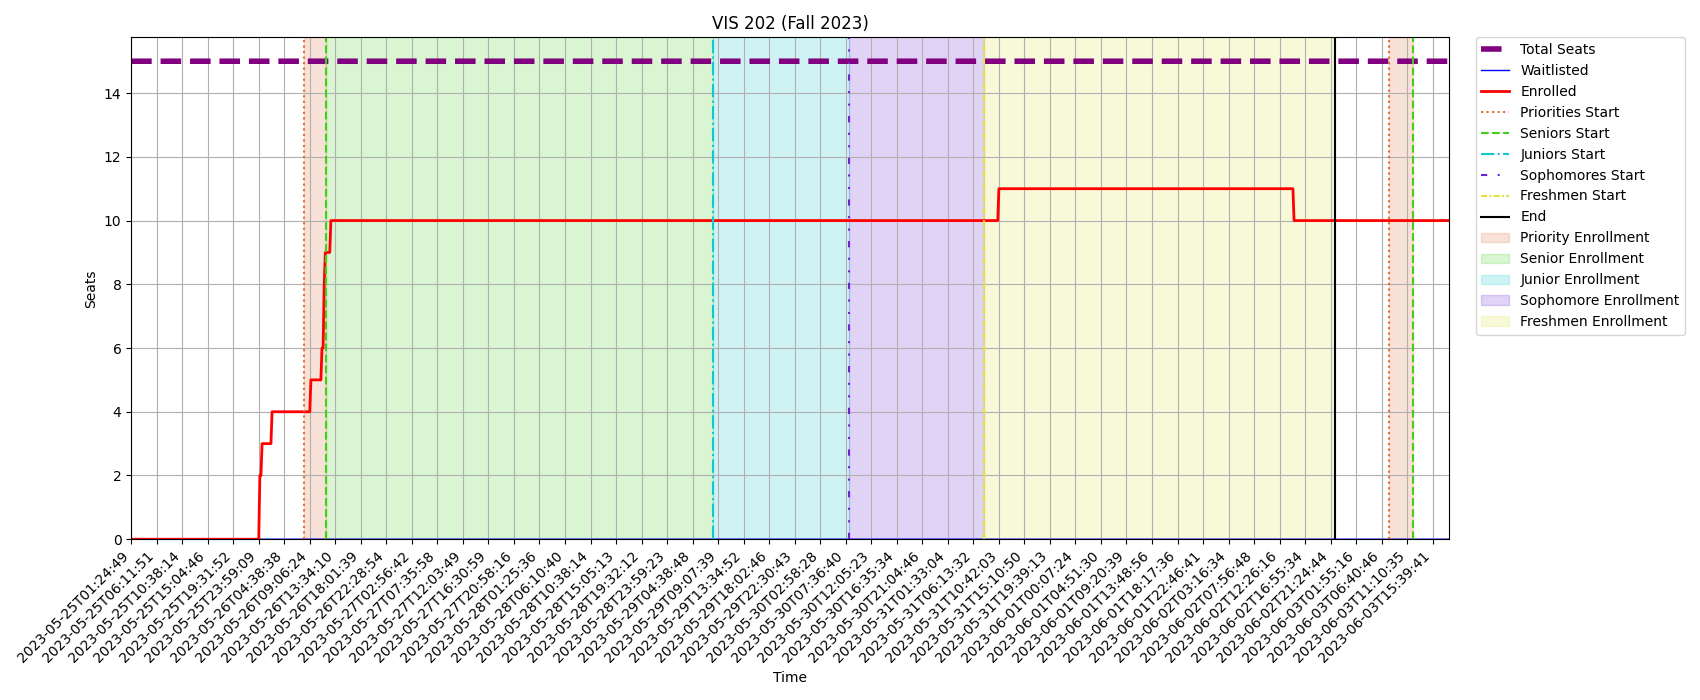 VIS 202 (Fall 2023)
Seats
14
12
10
8
6
4
2
0
2023-05-25T01:24:49
2023-05-25T06:11:51
2023-05-25T10:38:14
2023-05-25T15:04:46
2023-05-25T19:31:52
2023-05-25T23:59:09
2023-05-26T04:38:38
2023-05-26T09:06:24
2023-05-26T13:34:10
2023-05-26T18:01:39
2023-05-26T22:28:54
2023-05-27T02:56:42
2023-05-27T07:35:58
2023-05-27T12:03:49
2023-05-27T16:30:59
2023-05-27T20:58:16
2023-05-28T01:25:36
2023-05-28T06:10:40
2023-05-28T10:38:14
2023-05-28T15:05:13
2023-05-28T19:32:12
2023-05-28T23:59:23
2023-05-29T04:38:48
2023-05-29T09:07:39
2023-05-29T13:34:52
2023-05-29T18:02:46
2023-05-29T22:30:43
2023-05-30T02:58:28
2023-05-30T07:36:40
2023-05-30T12:05:23
2023-05-30T16:35:34
2023-05-30T21:04:46
2023-05-31T01:33:04
2023-05-31T06:13:32
2023-05-31T10:42:03
2023-05-31T15:10:50
2023-05-31T19:39:13
2023-06-01T00:07:24
2023-06-01T04:51:30
2023-06-01T09:20:39
2023-06-01T13:48:56
2023-06-01T18:17:36
2023-06-01T22:46:41
2023-06-02T03:16:34
2023-06-02T07:56:48
2023-06-02T12:26:16
2023-06-02T16:55:34
2023-06-02T21:24:44
2023-06-03T01:55:16
2023-06-03T06:40:46
2023-06-03T11:10:35
2023-06-03T15:39:41
Time
Total Seats
Waitlisted
Enrolled
Priorities Start
Seniors Start
Juniors Start
Sophomores Start
Freshmen Start
End
Priority Enrollment
Senior Enrollment
Junior Enrollment
Sophomore Enrollment
Freshmen Enrollment